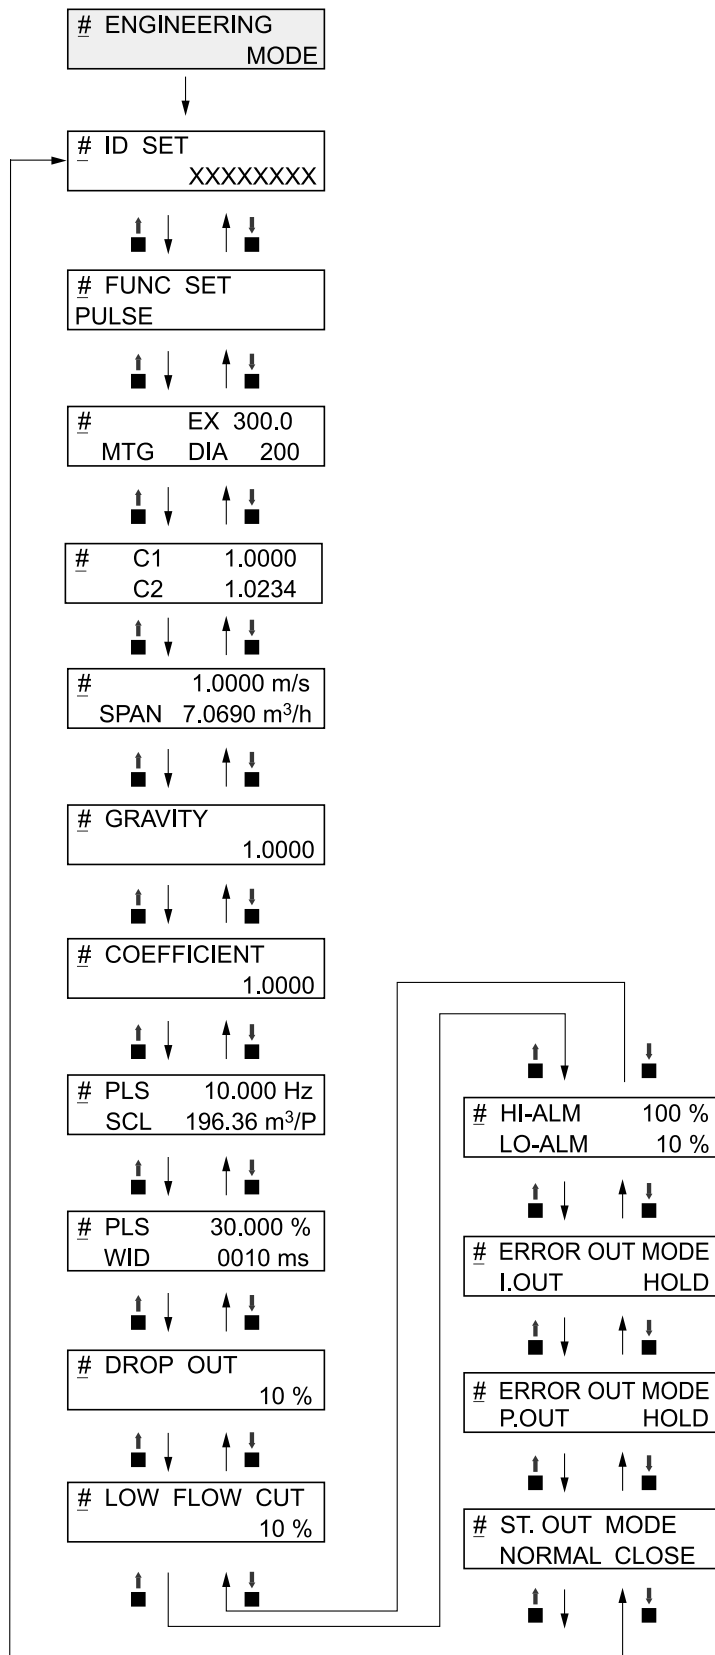 # ENGINEERING
MODE
# ID SET
XXXXXXXX
# FUNC SET
PULSE
# EX 300.0
MTG DIA 200
# C1 1.0000
C2 1.0234
# 1.0000 m/s
SPAN 7.0690 m³/h
# GRAVITY
1.0000
# COEFFICIENT
1.0000
# PLS 10.000 Hz
SCL 196.36 m³/P
# PLS 30.000 %
WID 0010 ms
# DROP OUT
10 %
# LOW FLOW CUT
10 %
# HI-ALM 100 %
LO-ALM 10 %
# ERROR OUT MODE
I.OUT HOLD
# ERROR OUT MODE
P.OUT HOLD
# ST. OUT MODE
NORMAL CLOSE